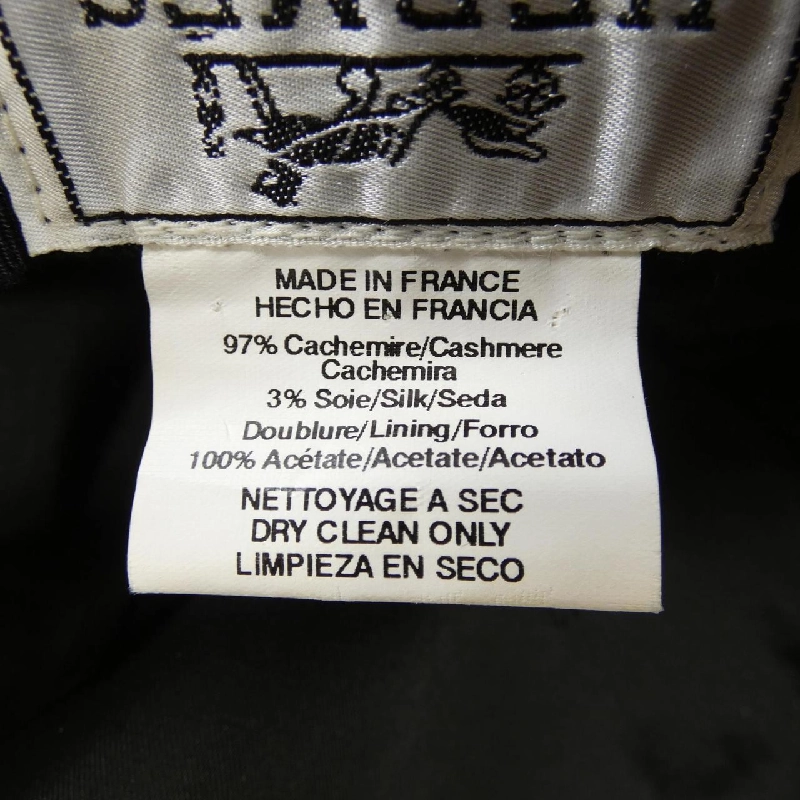 MADE IN FRANCE
HECHO EN FRANCIA
97% Cachemire/Cashmere
Cachemira
3% Soie/Silk/Seda
Doublure/Lining/Forro
100% Acétate/Acetate/Acetato
NETTOYAGE A SEC
DRY CLEAN ONLY
LIMPIEZA EN SECO